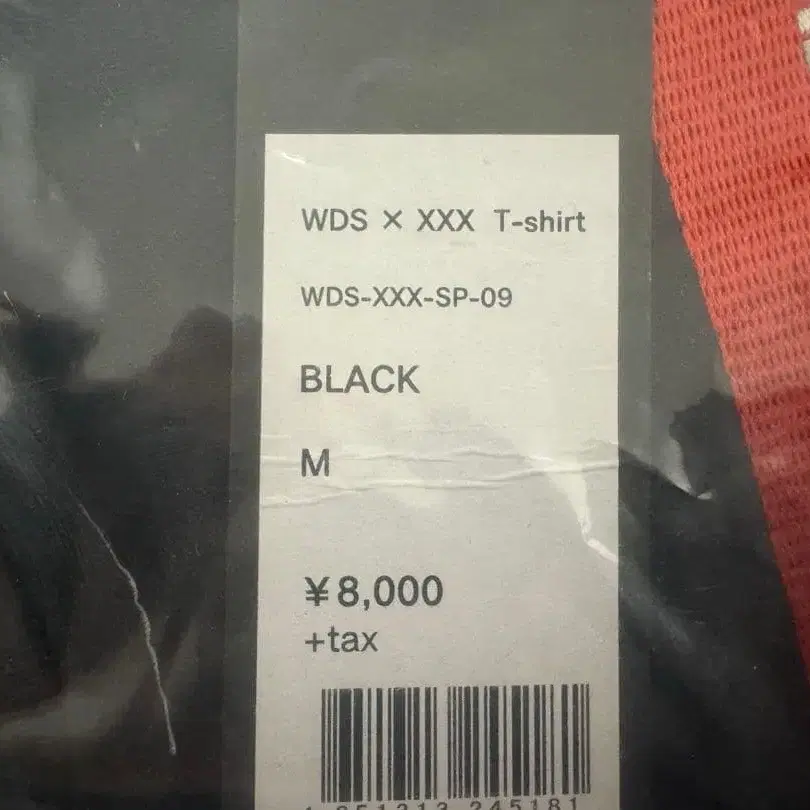 WDS × XXX T-shirt
WDS-XXX-SP-09
BLACK
M
¥8,000
+tax